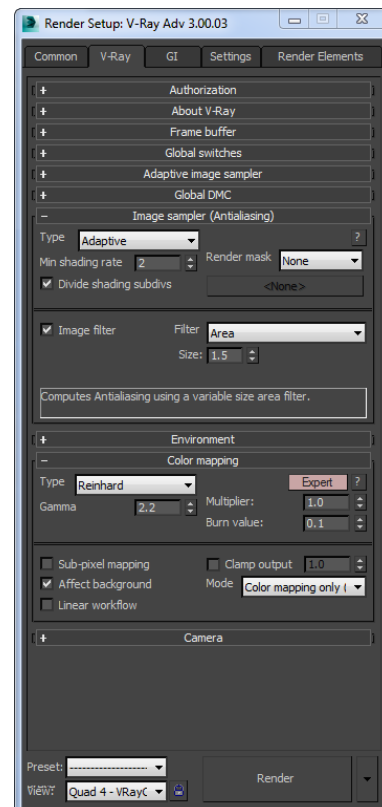 Render Setup: V-Ray Adv 3.00.03
Common V-Ray GI Settings Render Elements
+ Authorization
+ About V-Ray
+ Frame buffer
+ Global switches
+ Adaptive image sampler
+ Global DMC
- Image sampler (Antialiasing)
Type Adaptive ?
Min shading rate 2 Render mask None
Divide shading subdivs <None>
Image filter Filter Area
Size: 1.5
Computes Antialiasing using a variable size area filter.
+ Environment
- Color mapping
Type Reinhard Expert ?
Gamma 2.2 Multiplier: 1.0
Burn value: 0.1
Sub-pixel mapping Clamp output 1.0
Affect background Mode Color mapping only (
Linear workflow
+ Camera
Preset: --------------------
View: Quad 4 - VRayC Render